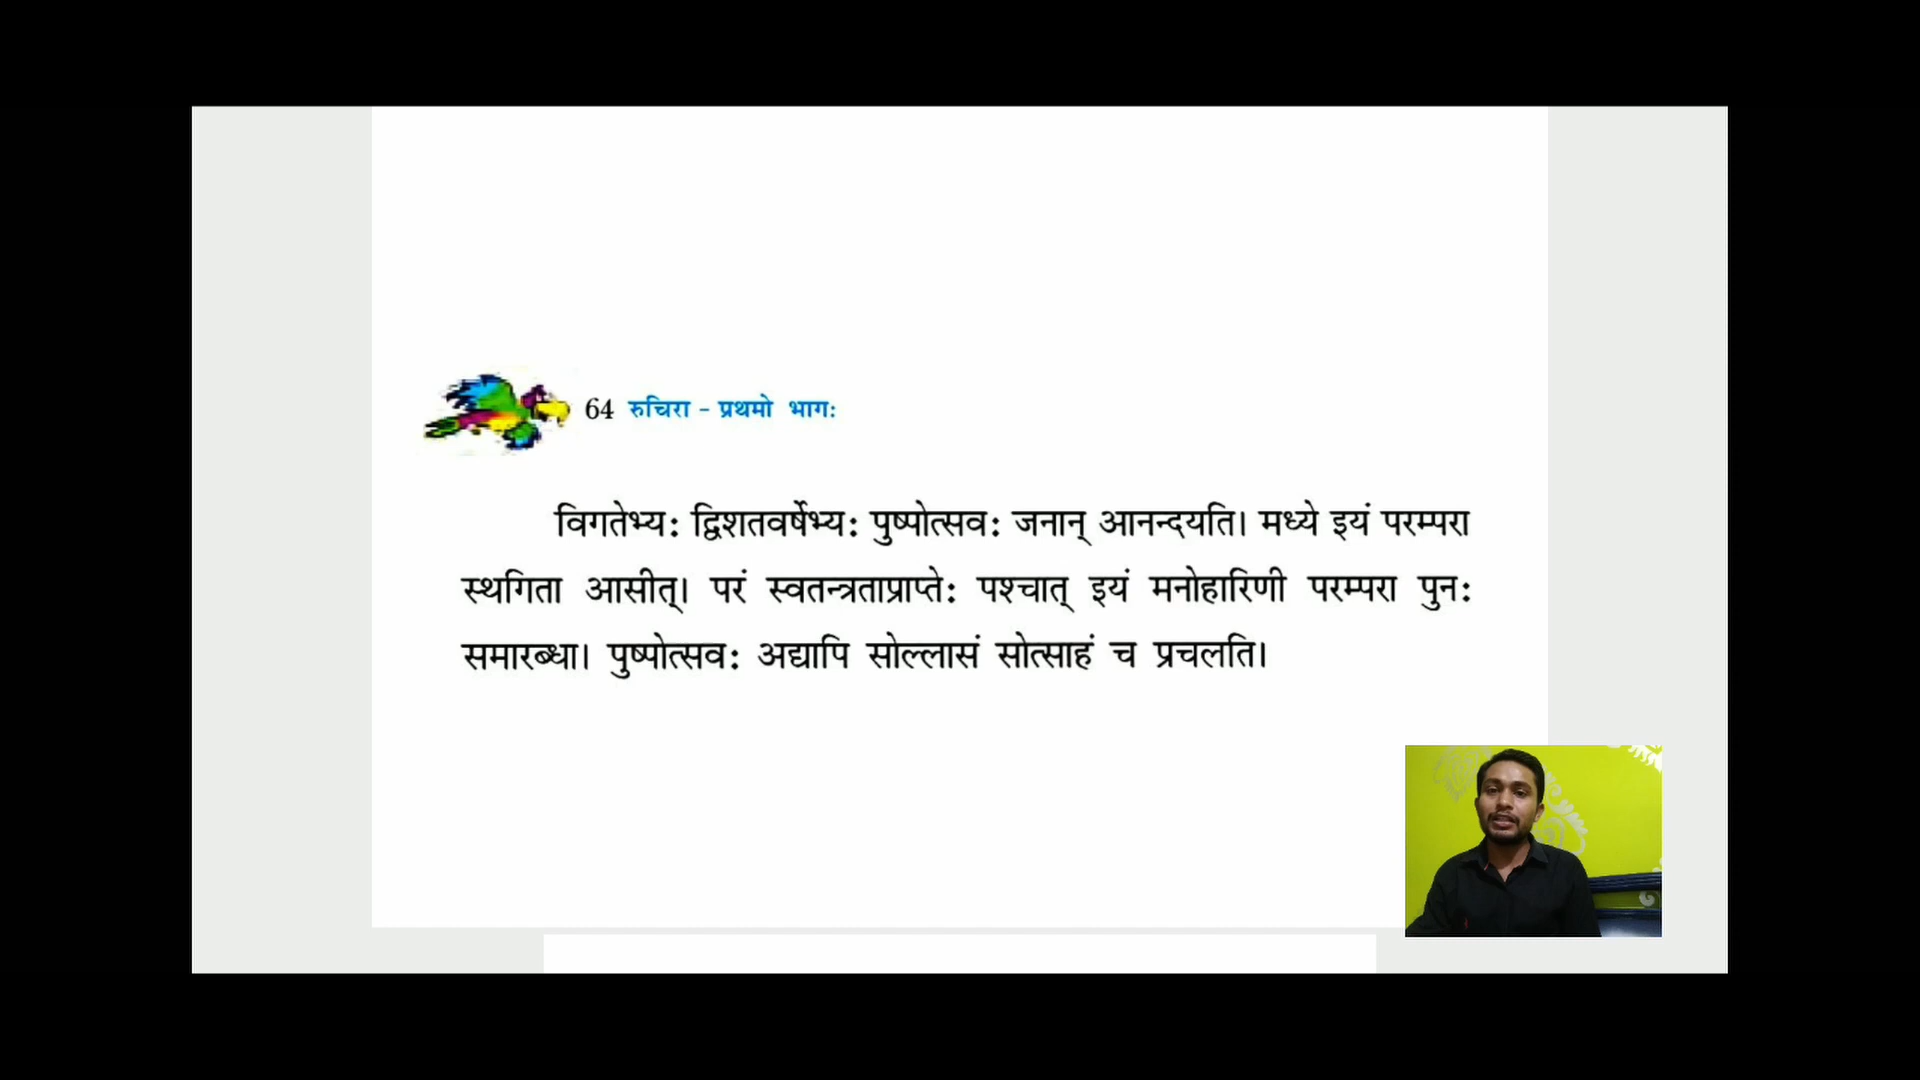 64 रुचिरा - प्रथमो भागः
विगतेभ्यः द्विशतवर्षेभ्यः पुष्पोत्सवः जनान् आनन्दयति। मध्ये इयं परम्परा
स्थगिता आसीत्। परं स्वतन्त्रताप्राप्तेः पश्चात् इयं मनोहारिणी परम्परा पुनः
समारब्धा। पुष्पोत्सवः अद्यापि सोल्लासं सोत्साहं च प्रचलति।